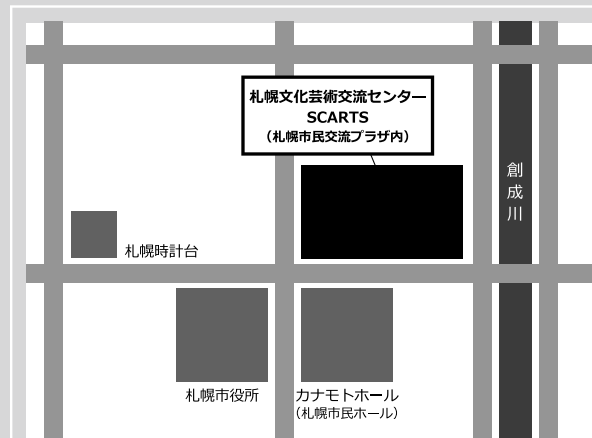 札幌文化芸術交流センター
SCARTS
(札幌市民交流プラザ内)
創成川
札幌時計台
札幌市役所
カナモトホール
(札幌市民ホール)